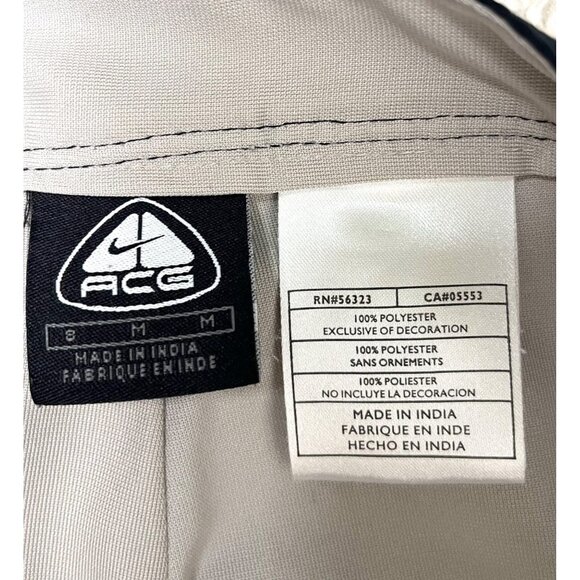 ACG
8 M M
MADE IN INDIA
FABRIQUE EN INDE
RN#56323 CA#05553
100% POLYESTER
EXCLUSIVE OF DECORATION
100% POLYESTER
SANS ORNEMENTS
100% POLIESTER
NO INCLUYE LA DECORACION
MADE IN INDIA
FABRIQUE EN INDE
HECHO EN INDIA